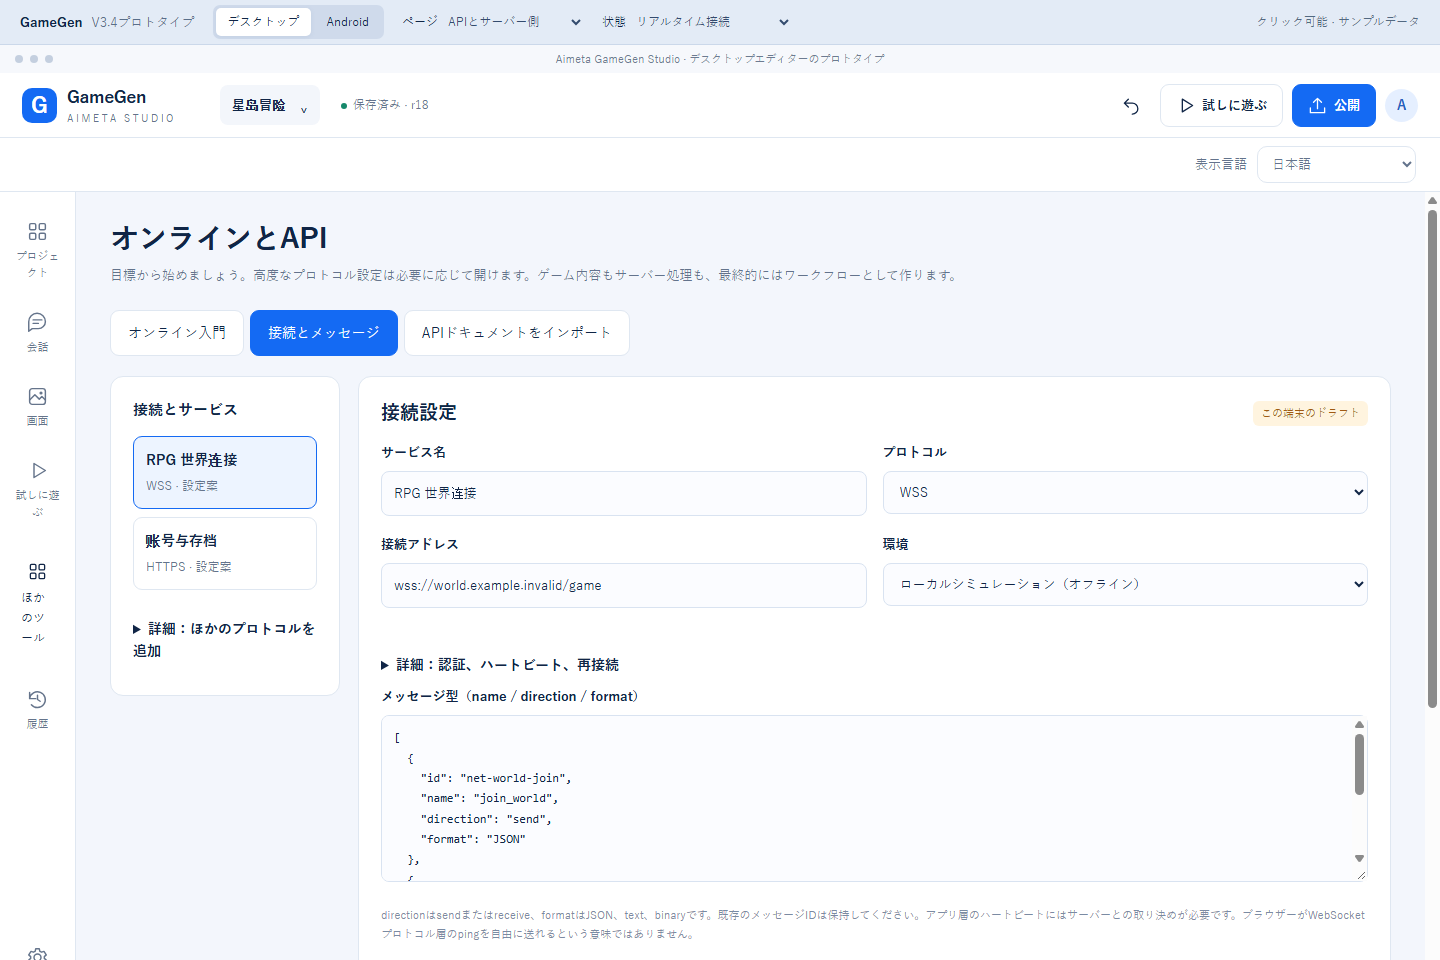 GameGen V3.4プロトタイプ デスクトップ Android ページ APIとサーバー側 状態 リアルタイム接続 クリック可能 · サンプルデータ
Aimeta GameGen Studio · デスクトップエディターのプロトタイプ
G GameGen
AIMETA STUDIO
星岛冒险
保存済み · r18
試しに遊ぶ
公開
A
表示言語 日本語
プロジェ
クト
会話
画面
試しに遊
ぶ
ほか
のツ
ール
履歴
オンラインとAPI
目標から始めましょう。高度なプロトコル設定は必要に応じて開けます。ゲーム内容もサーバー処理も、最終的にはワークフローとして作ります。
オンライン入門 接続とメッセージ APIドキュメントをインポート
接続とサービス
RPG 世界连接
WSS · 設定案
账号与存档
HTTPS · 設定案
詳細：ほかのプロトコルを
追加
接続設定
この端末のドラフト
サービス名
RPG 世界连接
プロトコル
WSS
接続アドレス
wss://world.example.invalid/game
環境
ローカルシミュレーション（オフライン）
詳細：認証、ハートビート、再接続
メッセージ型（name / direction / format）
[
{
"id": "net-world-join",
"name": "join_world",
"direction": "send",
"format": "JSON"
},
{
directionはsendまたはreceive、formatはJSON、text、binaryです。既存のメッセージIDは保持してください。アプリ層のハートビートにはサーバーとの取り決めが必要です。ブラウザーがWebSocket
プロトコル層のpingを自由に送れるという意味ではありません。